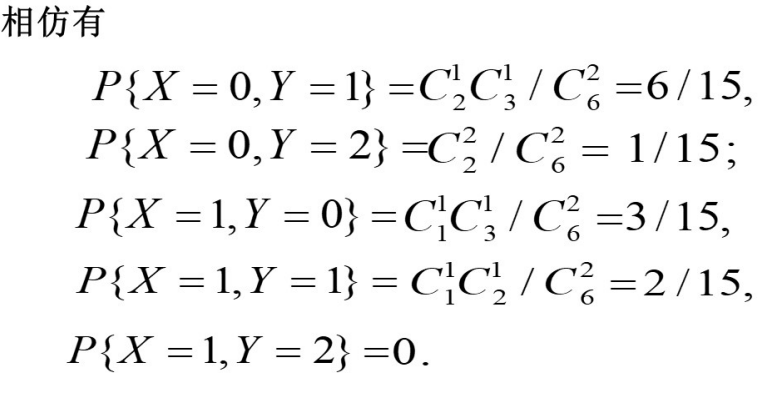 相仿有
P{X = 0, Y = 1} = C₂¹C₃¹ / C₆² = 6 / 15,
P{X = 0, Y = 2} = C₂² / C₆² = 1 / 15;
P{X = 1, Y = 0} = C₁¹C₃¹ / C₆² = 3 / 15,
P{X = 1, Y = 1} = C₁¹C₂¹ / C₆² = 2 / 15,
P{X = 1, Y = 2} = 0.